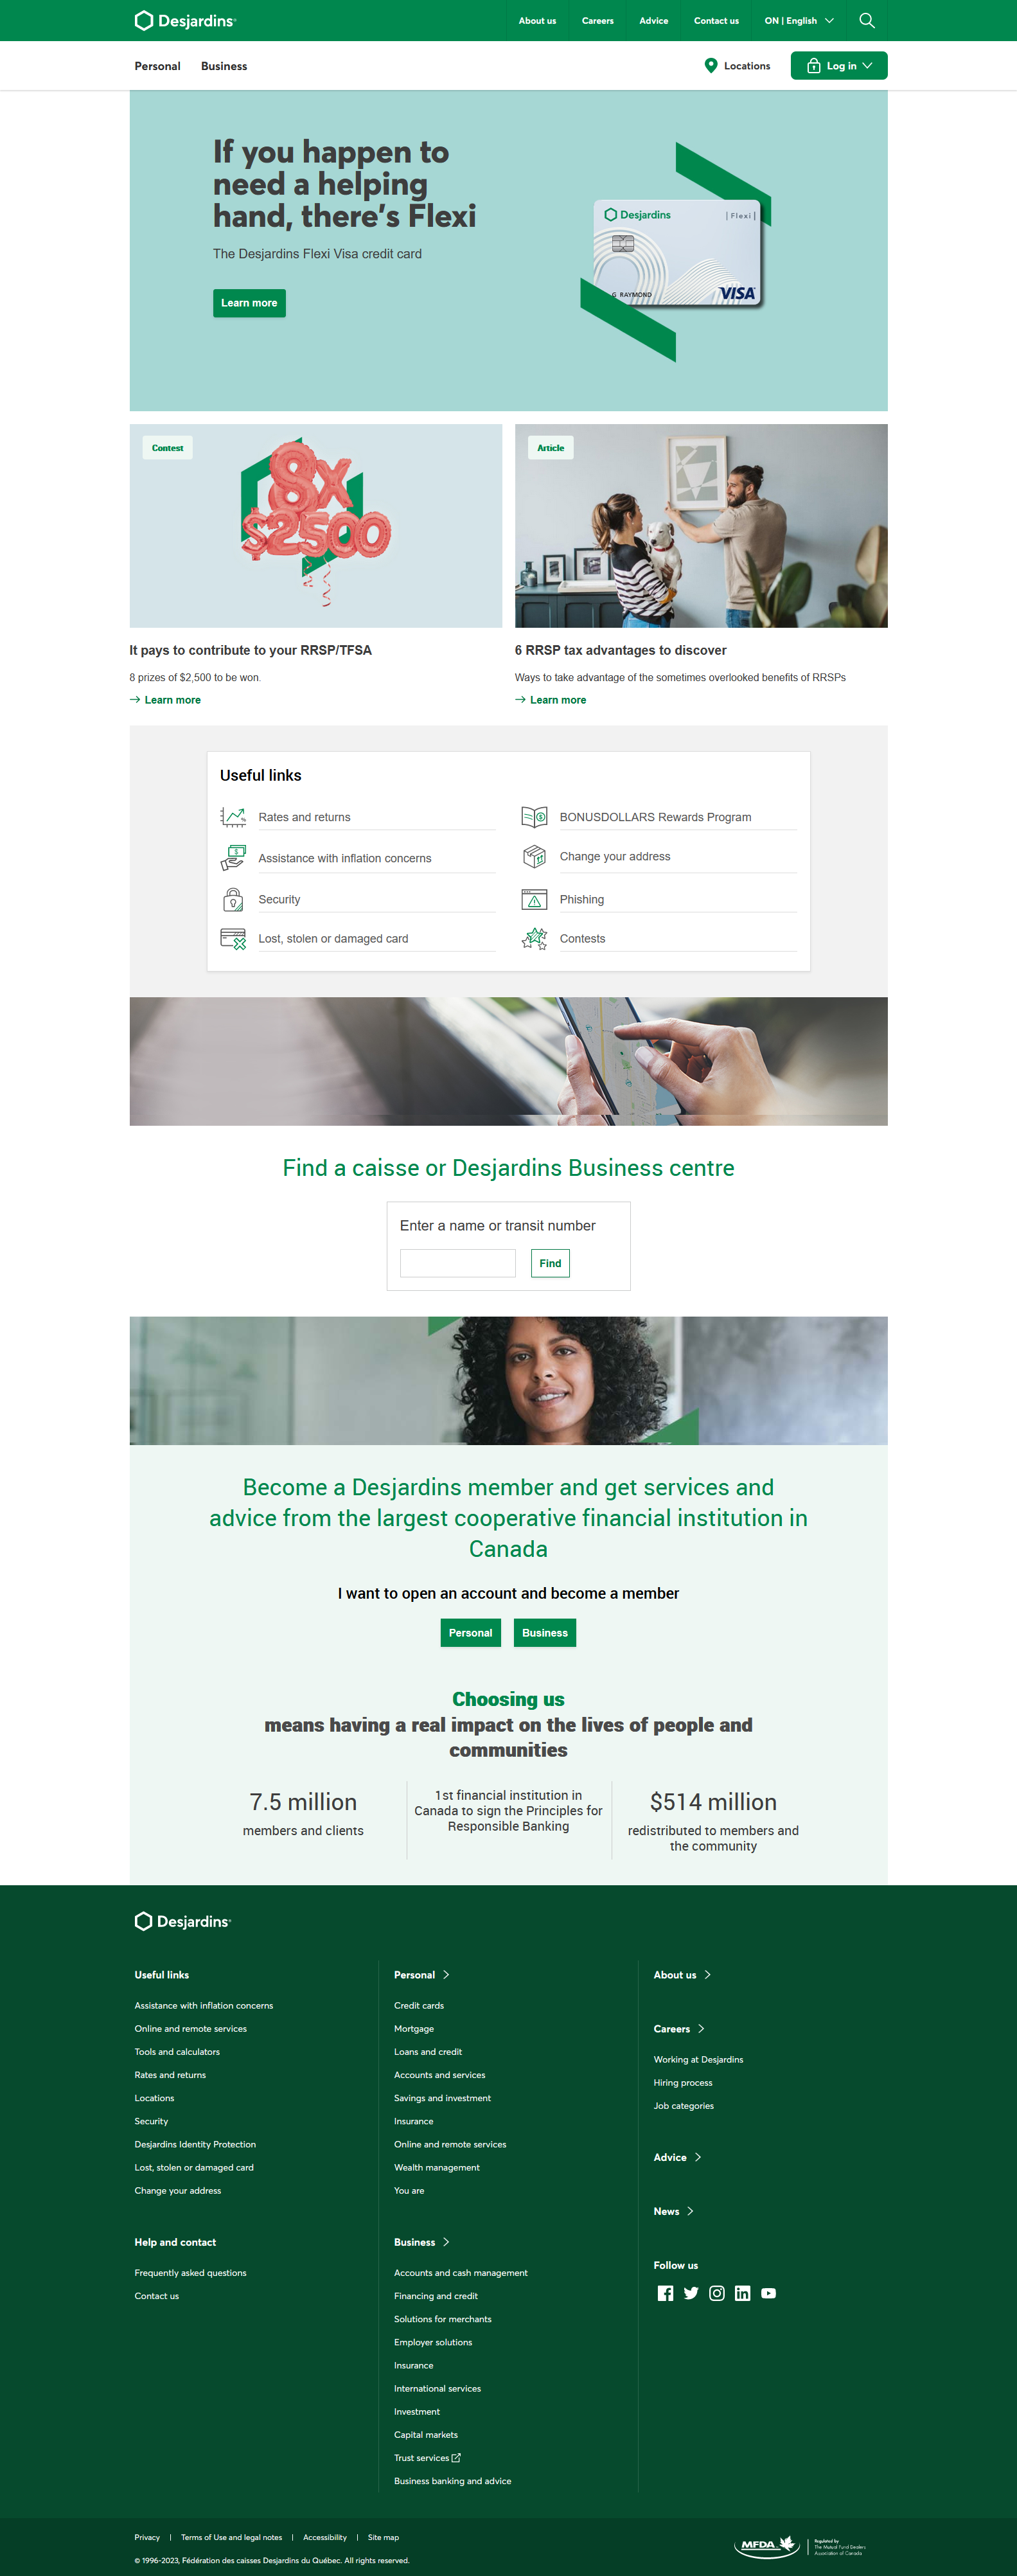 Desjardins
About us
Careers
Advice
Contact us
ON | English
Personal
Business
Locations
Log in
If you happen to
need a helping
hand, there's Flexi
The Desjardins Flexi Visa credit card
Learn more
Desjardins
| Flexi |
G RAYMOND
VISA
Contest
8X
$2500
Article
It pays to contribute to your RRSP/TFSA
8 prizes of $2,500 to be won.
Learn more
6 RRSP tax advantages to discover
Ways to take advantage of the sometimes overlooked benefits of RRSPs
Learn more
Useful links
Rates and returns
BONUSDOLLARS Rewards Program
Assistance with inflation concerns
Change your address
Security
Phishing
Lost, stolen or damaged card
Contests
Find a caisse or Desjardins Business centre
Enter a name or transit number
Find
Become a Desjardins member and get services and
advice from the largest cooperative financial institution in
Canada
I want to open an account and become a member
Personal
Business
Choosing us
means having a real impact on the lives of people and
communities
7.5 million
members and clients
1st financial institution in
Canada to sign the Principles for
Responsible Banking
$514 million
redistributed to members and
the community
Desjardins
Useful links
Assistance with inflation concerns
Online and remote services
Tools and calculators
Rates and returns
Locations
Security
Desjardins Identity Protection
Lost, stolen or damaged card
Change your address
Help and contact
Frequently asked questions
Contact us
Personal
Credit cards
Mortgage
Loans and credit
Accounts and services
Savings and investment
Insurance
Online and remote services
Wealth management
You are
Business
Accounts and cash management
Financing and credit
Solutions for merchants
Employer solutions
Insurance
International services
Investment
Capital markets
Trust services
Business banking and advice
About us
Careers
Working at Desjardins
Hiring process
Job categories
Advice
News
Follow us
Privacy | Terms of Use and legal notes | Accessibility | Site map
© 1996-2023, Fédération des caisses Desjardins du Québec. All rights reserved.
MFDA
Regulated by
The Mutual Fund Dealers
Association of Canada